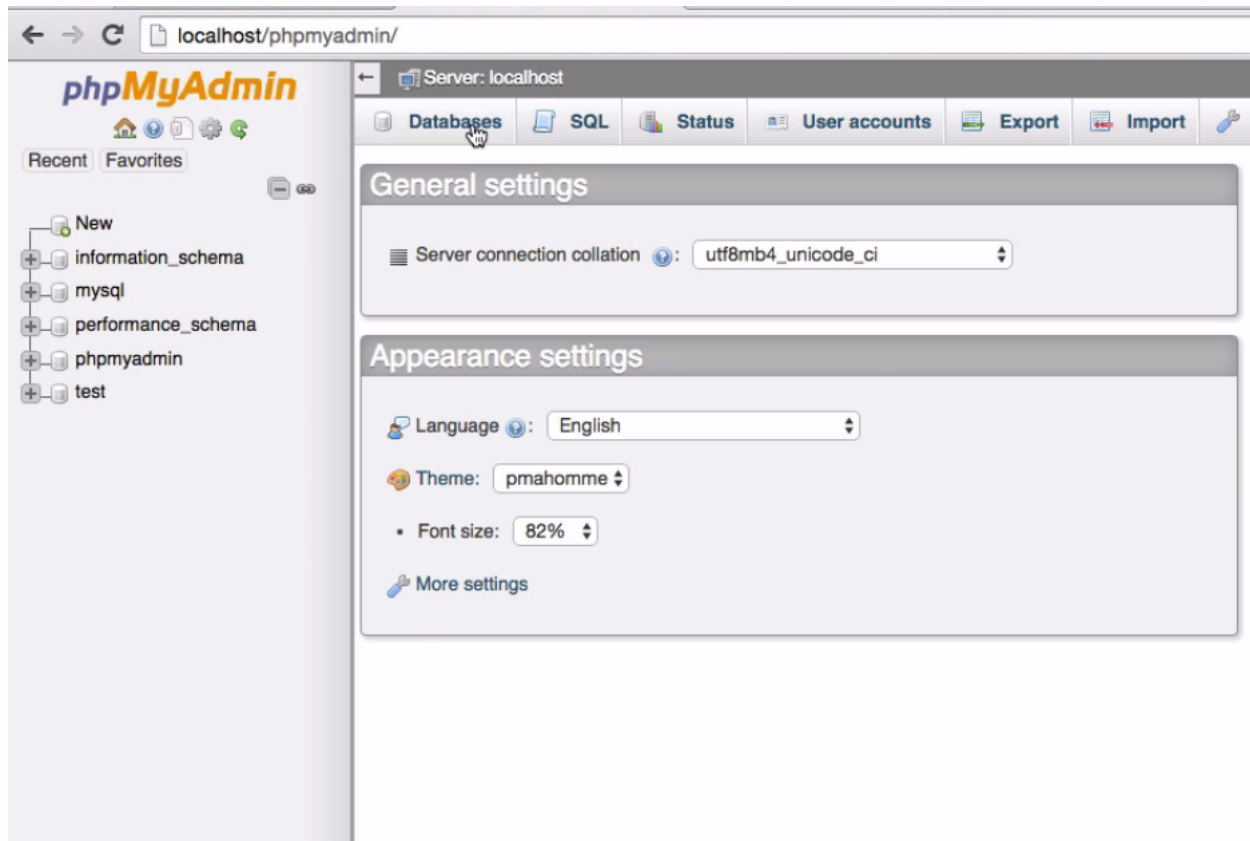 localhost/phpmyadmin/
phpMyAdmin
Recent Favorites
New
information_schema
mysql
performance_schema
phpmyadmin
test
Server: localhost
Databases SQL Status User accounts Export Import
General settings
Server connection collation : utf8mb4_unicode_ci
Appearance settings
Language : English
Theme: pmahomme
• Font size: 82%
More settings